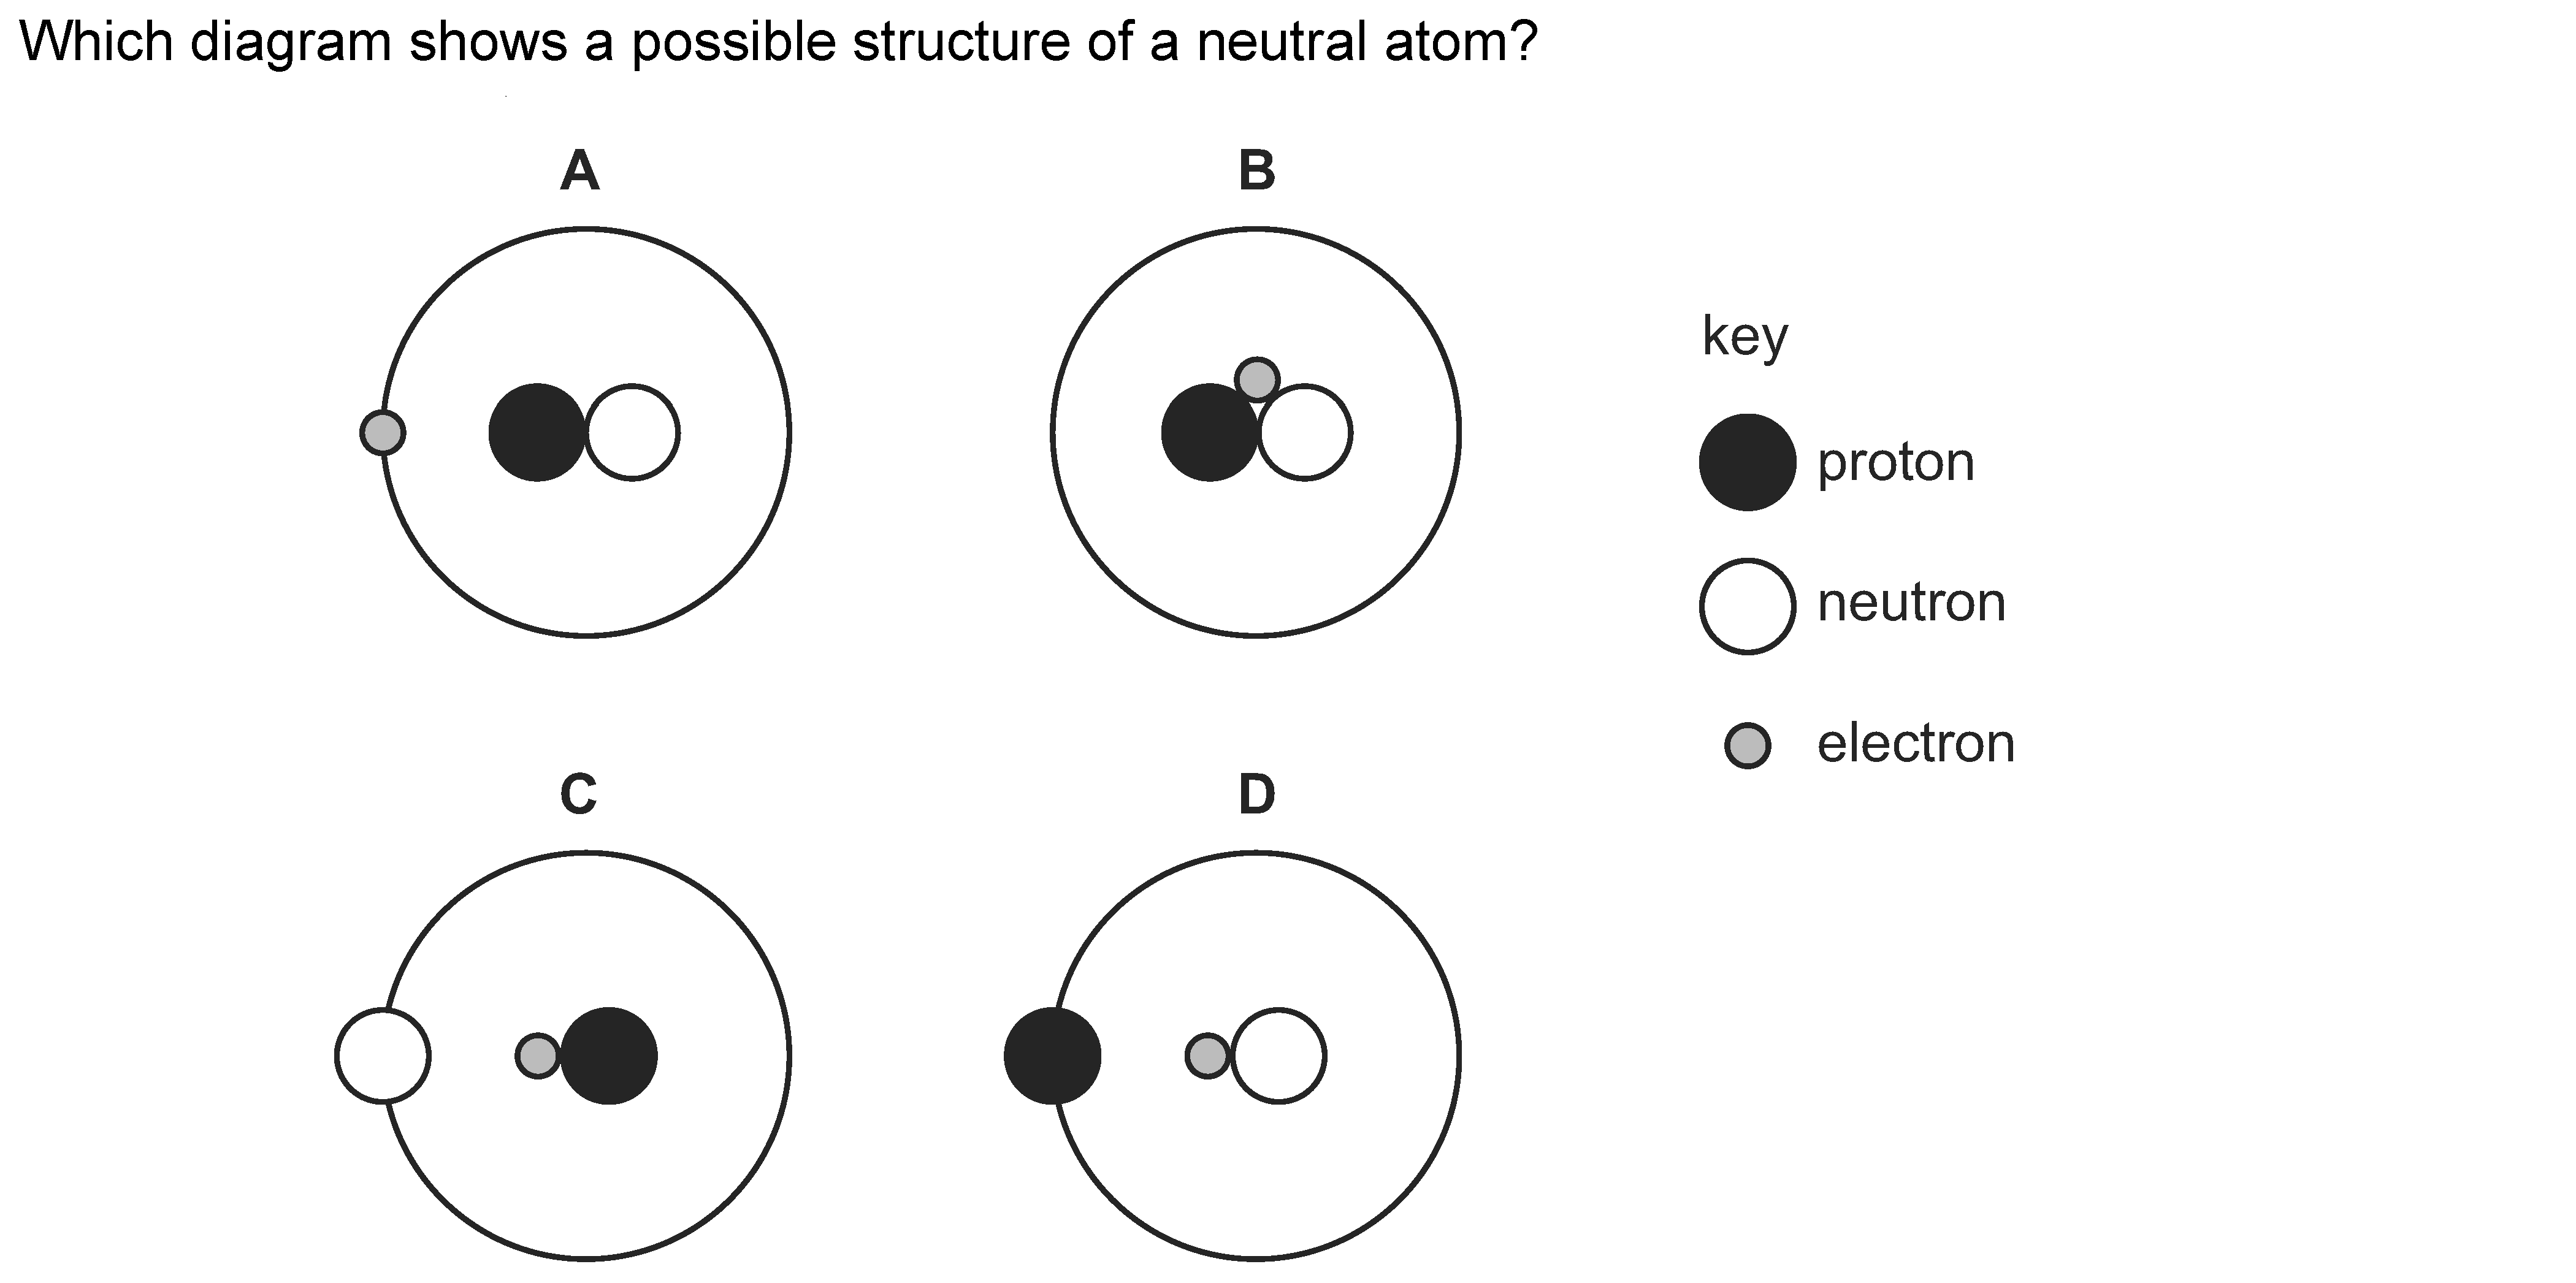 Which diagram shows a possible structure of a neutral atom?
A
B
key
proton
neutron
electron
C
D